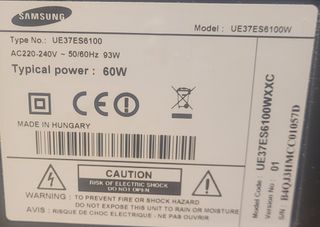 SAMSUNG
Model : UE37ES6100W
Type No. : UE37ES6100
AC220-240V ~ 50/60Hz 93W
Typical power : 60W
CE
MADE IN HUNGARY
CAUTION
RISK OF ELECTRIC SHOCK
DO NOT OPEN
WARNING : TO PREVENT FIRE OR SHOCK HAZARD
DO NOT EXPOSE TO RAIN OR MOISTURE
AVIS : RISQUE DE CHOC ELECTRIQUE - NE PAS OUVRIR
Model Code : UE37ES6100WXXC
Version No : 01
S/N : B4QJ3HMCC01057D